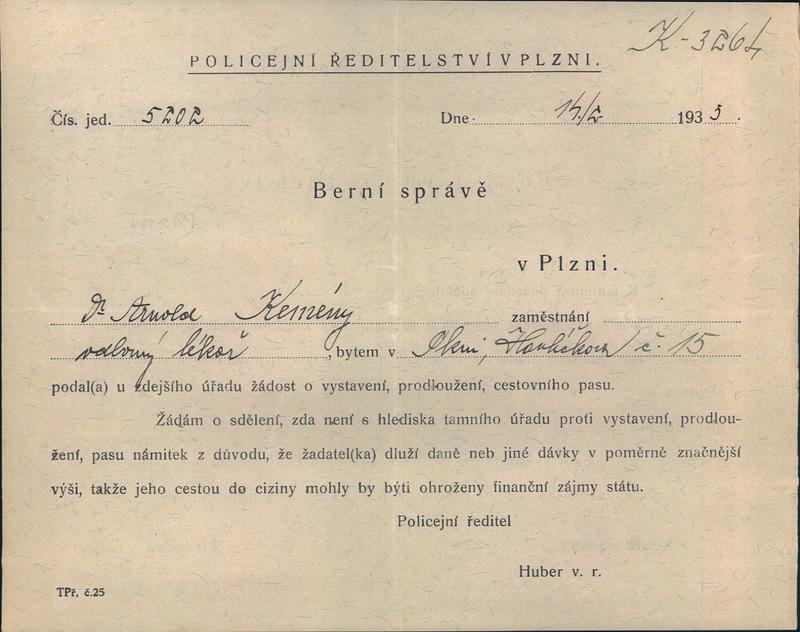 K-3264
POLICEJNÍ ŘEDITELSTVÍ V PLZNI.
Čís. jed. 5202 Dne 14/2 1935.
Berní správě
v Plzni.
Dr Arnold Kemény zaměstnání
odborný lékař, bytem v Plzni, Havlíčkova č. 15
podal(a) u zdejšího úřadu žádost o vystavení, prodloužení, cestovního pasu.
Žádám o sdělení, zda není s hlediska tamního úřadu proti vystavení, prodlou-
žení, pasu námitek z důvodu, že žadatel(ka) dluží daně neb jiné dávky v poměrně značnější
výši, takže jeho cestou do ciziny mohly by býti ohroženy finanční zájmy státu.
Policejní ředitel
Huber v. r.
TPř, č.25